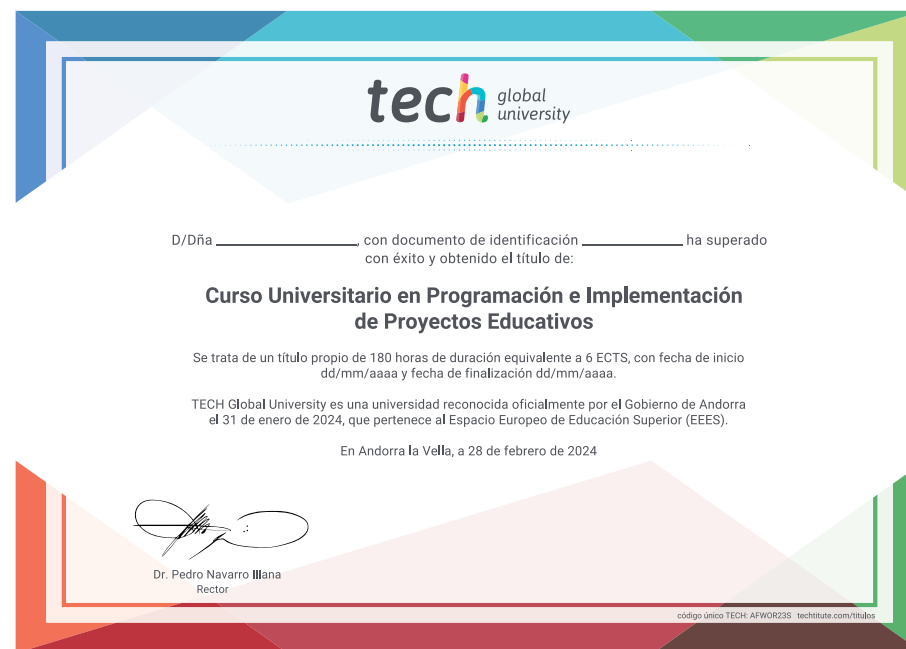 tech global university
D/Dña ____________, con documento de identificación ____________ ha superado
con éxito y obtenido el título de:
Curso Universitario en Programación e Implementación
de Proyectos Educativos
Se trata de un título propio de 180 horas de duración equivalente a 6 ECTS, con fecha de inicio
dd/mm/aaaa y fecha de finalización dd/mm/aaaa.
TECH Global University es una universidad reconocida oficialmente por el Gobierno de Andorra
el 31 de enero de 2024, que pertenece al Espacio Europeo de Educación Superior (EEES).
En Andorra la Vella, a 28 de febrero de 2024
Dr. Pedro Navarro Illana
Rector
código único TECH: AFWOR23S techtitute.com/titulos